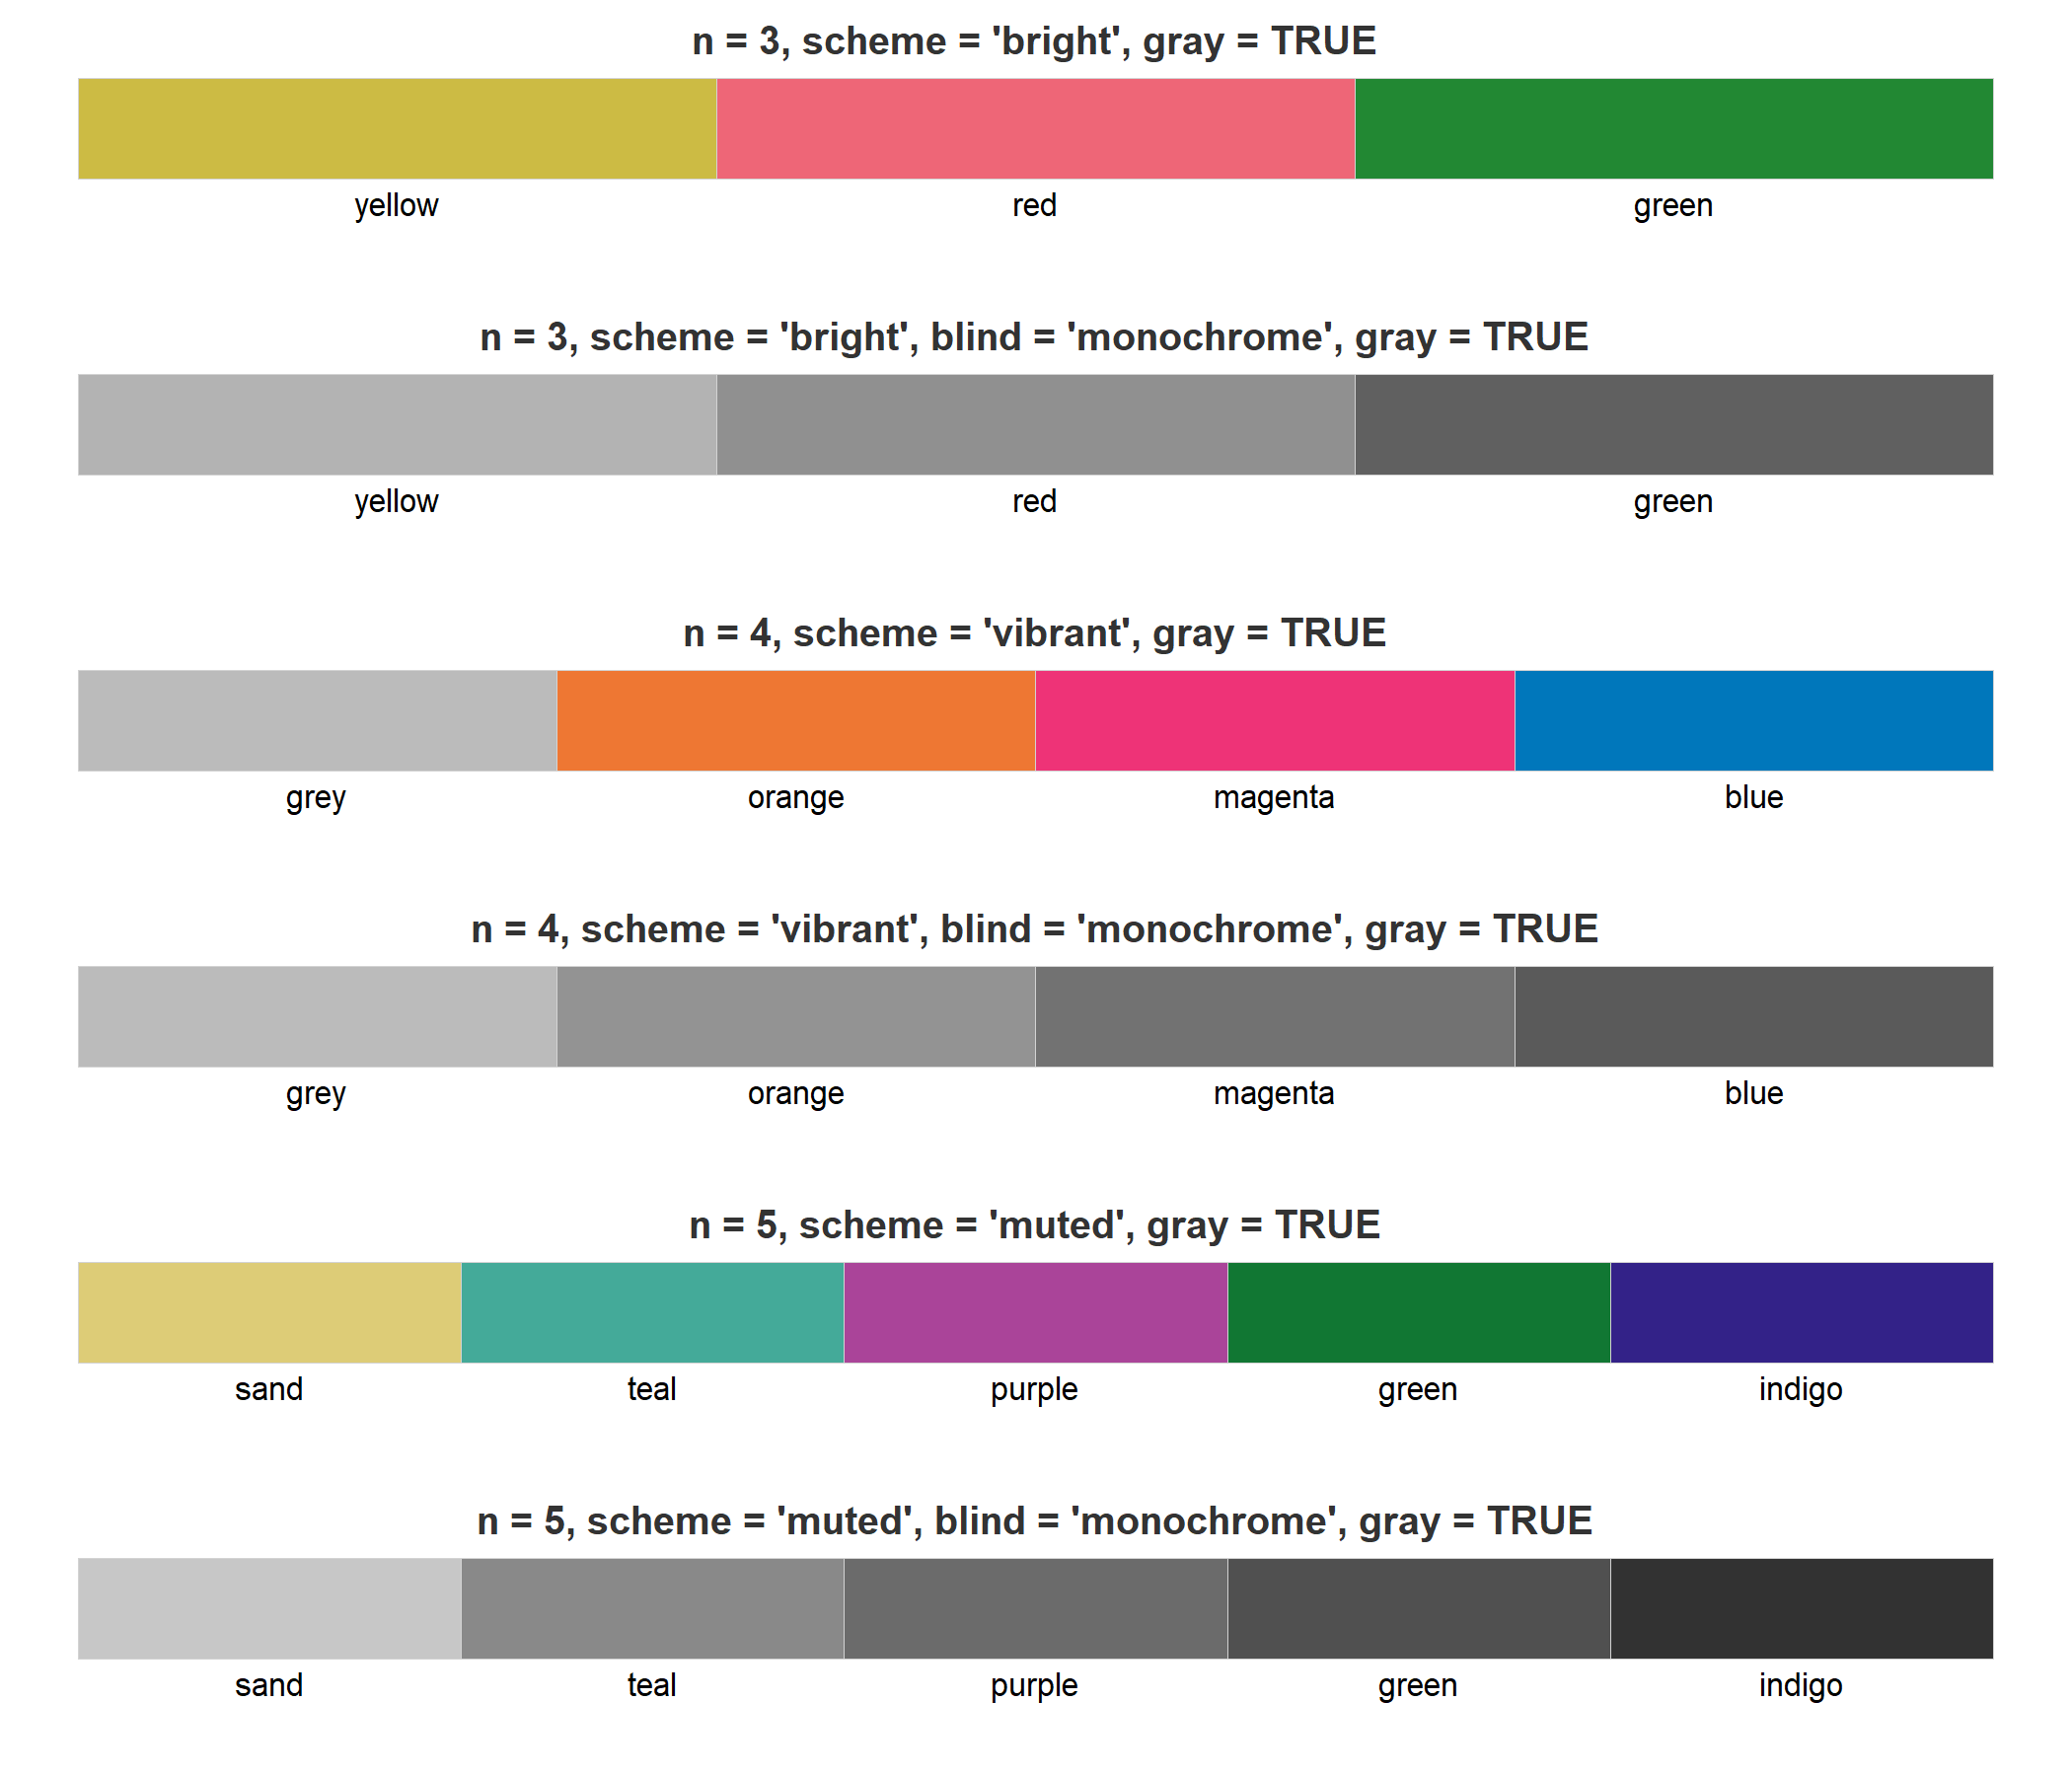 n = 3, scheme = 'bright', gray = TRUE
yellow red green
n = 3, scheme = 'bright', blind = 'monochrome', gray = TRUE
yellow red green
n = 4, scheme = 'vibrant', gray = TRUE
grey orange magenta blue
n = 4, scheme = 'vibrant', blind = 'monochrome', gray = TRUE
grey orange magenta blue
n = 5, scheme = 'muted', gray = TRUE
sand teal purple green indigo
n = 5, scheme = 'muted', blind = 'monochrome', gray = TRUE
sand teal purple green indigo